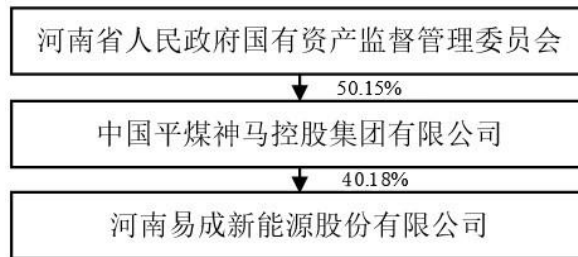 河南省人民政府国有资产监督管理委员会
50.15%
中国平煤神马控股集团有限公司
40.18%
河南易成新能源股份有限公司